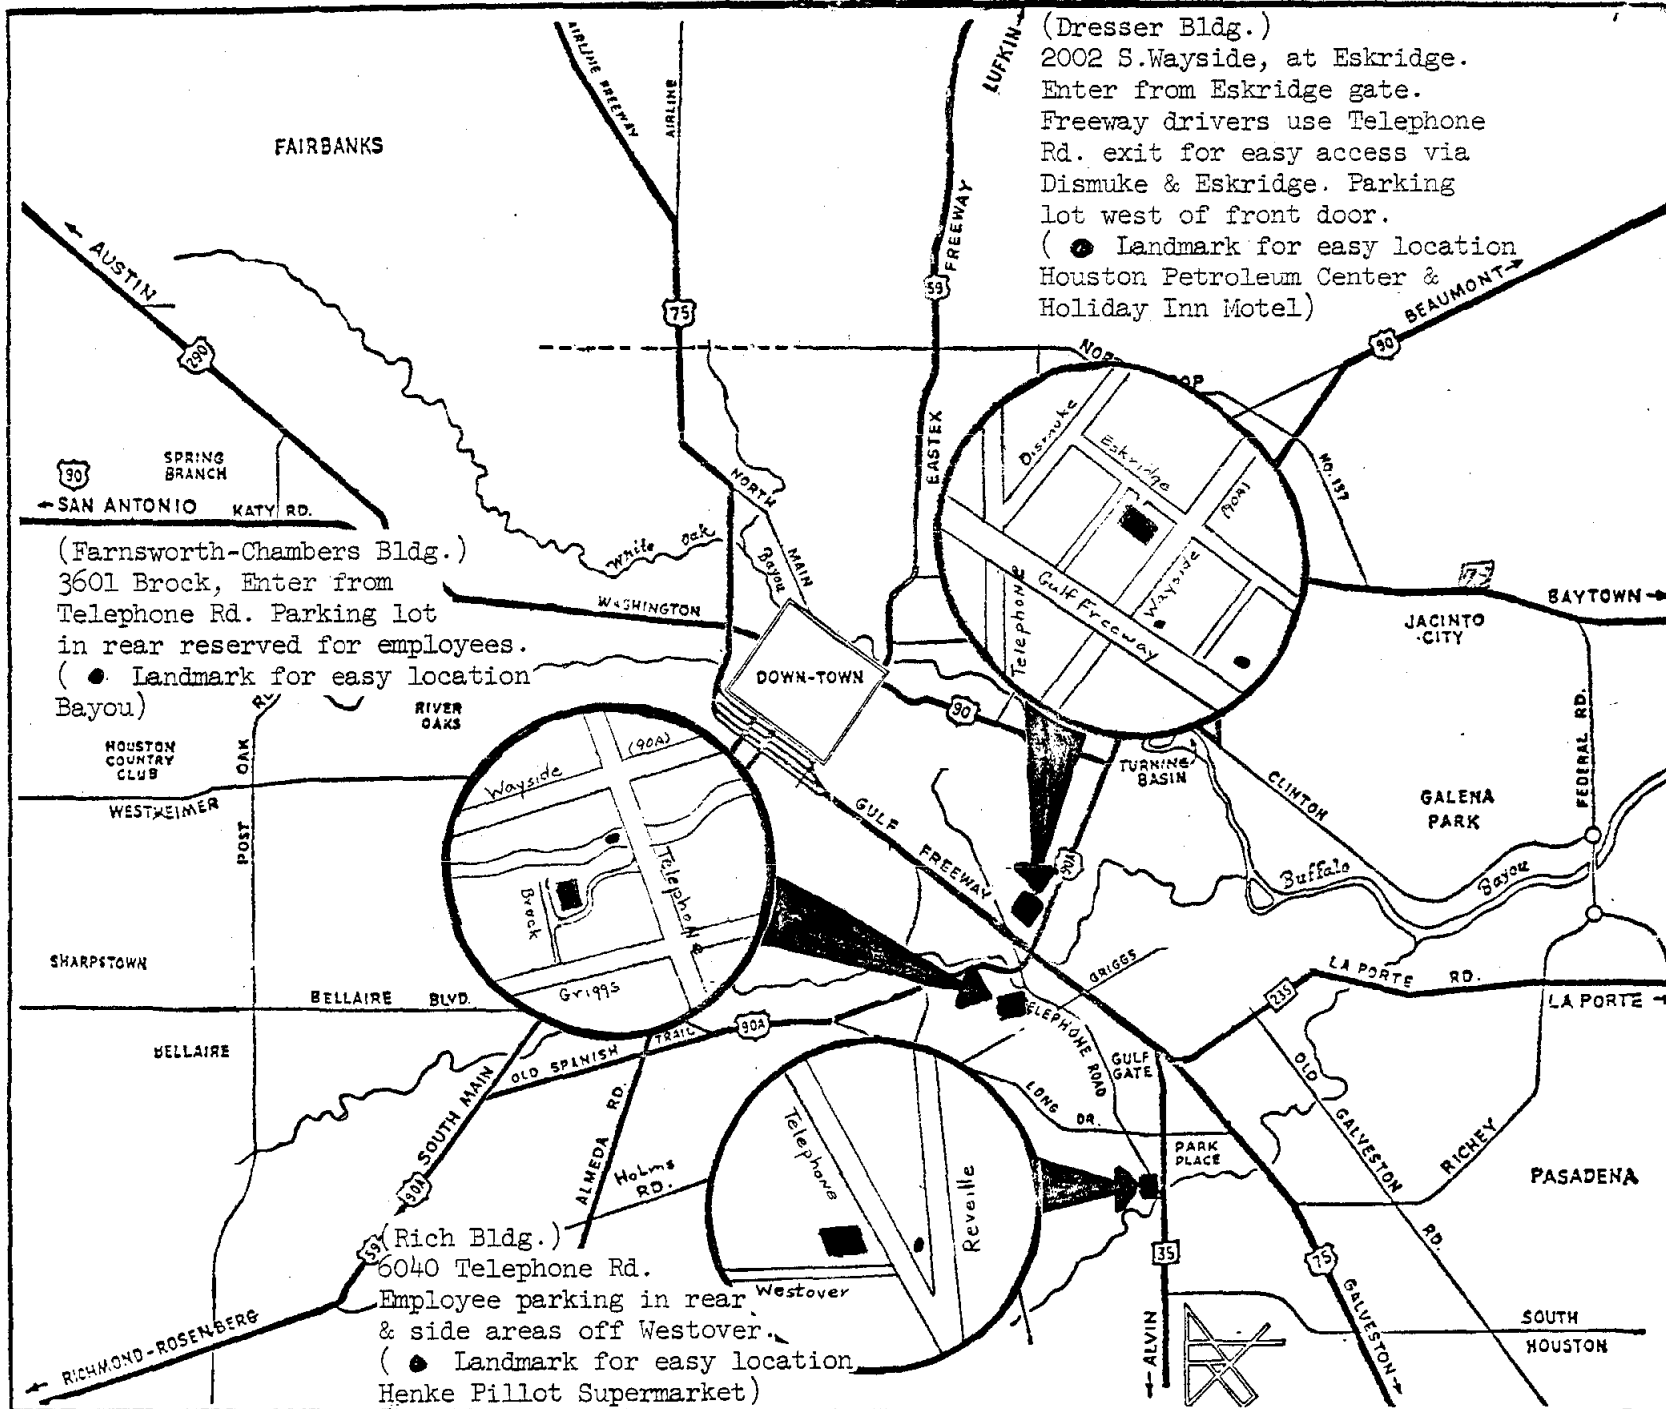 (Dresser Bldg.)
2002 S.Wayside, at Eskridge.
Enter from Eskridge gate.
Freeway drivers use Telephone
Rd. exit for easy access via
Dismuke & Eskridge. Parking
lot west of front door.
( ● Landmark for easy location
Houston Petroleum Center &
Holiday Inn Motel)
LUFKIN
AIRLINE FREEWAY
AIRLINE
FAIRBANKS
FREEWAY
59
75
AUSTIN
290
BEAUMONT
90
EASTEX
NORTH
MAIN
NO. 137
SPRING
BRANCH
90
SAN ANTONIO
KATY RD.
(Farnsworth-Chambers Bldg.)
3601 Brock, Enter from
Telephone Rd. Parking lot
in rear reserved for employees.
( ● Landmark for easy location
Bayou)
White Oak
Bayou
WASHINGTON
DOWN-TOWN
90
Dismuke
Eskridge
(90A)
Wayside
Gulf Freeway
Telephone
73
JACINTO
CITY
BAYTOWN
FEDERAL RD.
RIVER
OAKS
HOUSTON
COUNTRY
CLUB
WESTHEIMER
POST OAK
RD
Wayside
(90A)
Telephone
Brock
Griggs
GULF
FREEWAY
90A
TURNING
BASIN
CLINTON
GALENA
PARK
Buffalo
Bayou
SHARPSTOWN
BELLAIRE BLVD.
BELLAIRE
OLD SPANISH TRAIL
90A
GRIGGS
TELEPHONE ROAD
LA PORTE RD.
LA PORTE
225
GULF
GATE
OLD GALVESTON RD.
RICHEY
PASADENA
SOUTH MAIN
90A
59
ALMEDA RD.
Holms
RD.
LONG DR.
PARK
PLACE
Telephone
Reveille
Westover
35
75
ALVIN
GALVESTON
SOUTH
HOUSTON
RICHMOND-ROSENBERG
(Rich Bldg.)
6040 Telephone Rd.
Employee parking in rear
& side areas off Westover.
( ● Landmark for easy location
Henke Pillot Supermarket)